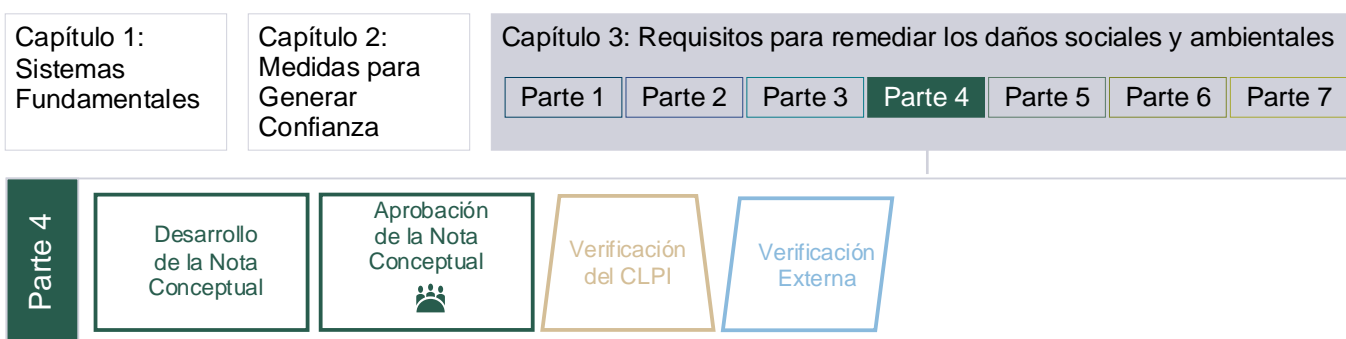 Capítulo 1:
Sistemas
Fundamentales
Capítulo 2:
Medidas para
Generar
Confianza
Capítulo 3: Requisitos para remediar los daños sociales y ambientales
Parte 1
Parte 2
Parte 3
Parte 4
Parte 5
Parte 6
Parte 7
Parte 4
Desarrollo
de la Nota
Conceptual
Aprobación
de la Nota
Conceptual
Verificación
del CLPI
Verificación
Externa